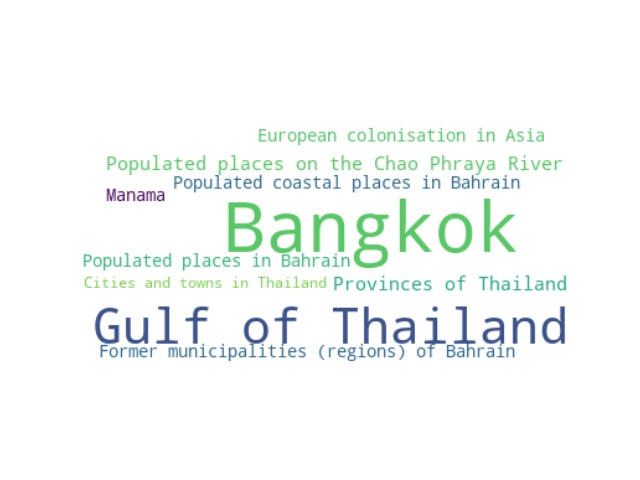 European colonisation in Asia
Populated places on the Chao Phraya River
Populated coastal places in Bahrain
Manama
Bangkok
Populated places in Bahrain
Cities and towns in Thailand
Provinces of Thailand
Gulf of Thailand
Former municipalities (regions) of Bahrain